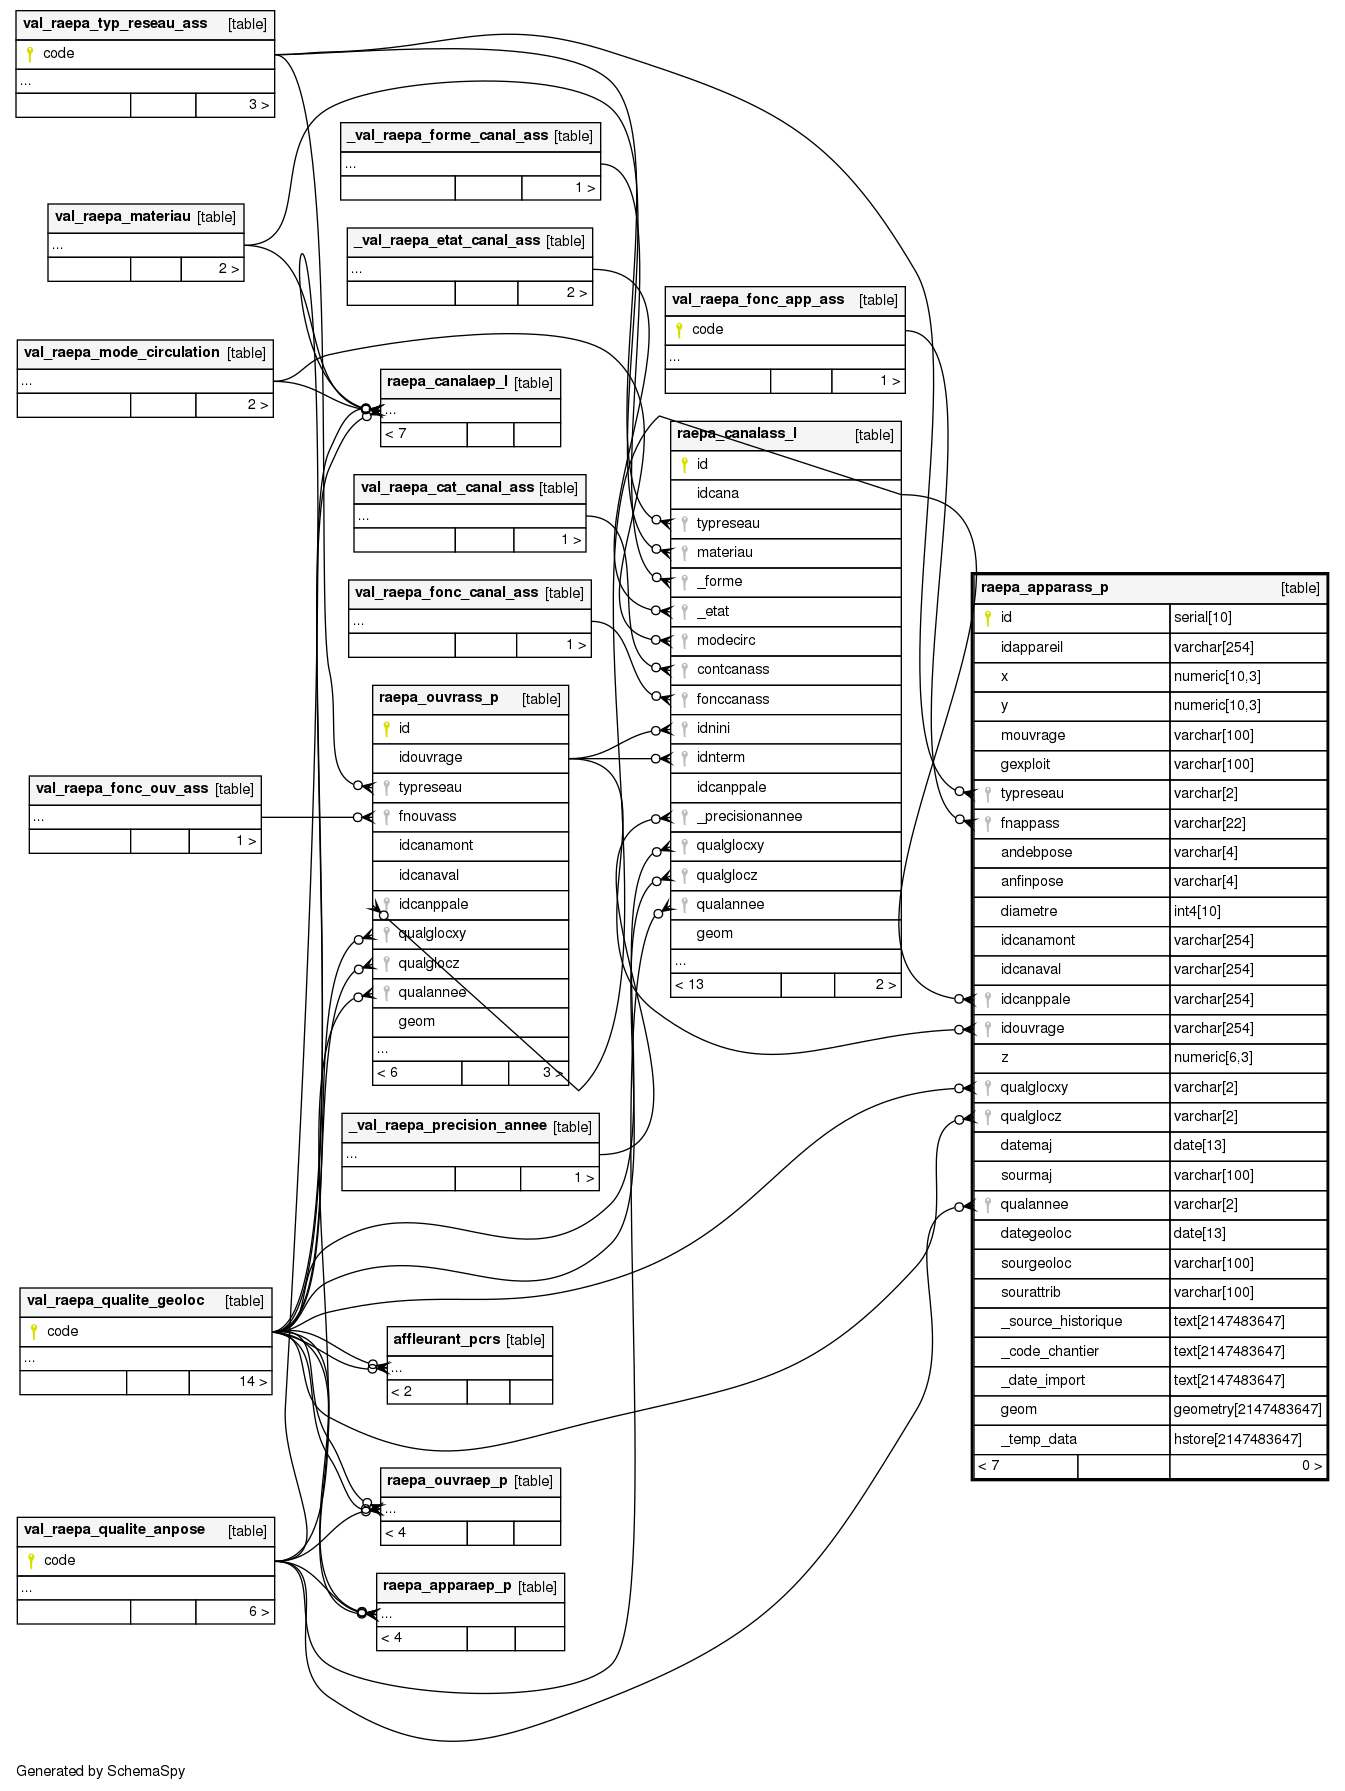 val_raepa_typ_reseau_ass [table]
code
...
3 >
val_raepa_materiau [table]
...
2 >
val_raepa_mode_circulation [table]
...
2 >
val_raepa_fonc_ouv_ass [table]
...
1 >
val_raepa_qualite_geoloc [table]
code
...
14 >
val_raepa_qualite_anpose [table]
code
...
6 >
_val_raepa_forme_canal_ass [table]
...
1 >
_val_raepa_etat_canal_ass [table]
...
2 >
raepa_canalaep_l [table]
...
< 7
val_raepa_cat_canal_ass [table]
...
1 >
val_raepa_fonc_canal_ass [table]
...
1 >
raepa_ouvrass_p [table]
id
idouvrage
typreseau
fnouvass
idcanamont
idcanaval
idcanppale
qualglocxy
qualglocz
qualannee
geom
...
< 6 3 >
_val_raepa_precision_annee [table]
...
1 >
affleurant_pcrs [table]
...
< 2
raepa_ouvraep_p [table]
...
< 4
raepa_apparaep_p [table]
...
< 4
val_raepa_fonc_app_ass [table]
code
...
1 >
raepa_canalass_l [table]
id
idcana
typreseau
materiau
_forme
_etat
modecirc
contcanass
fonccanass
idnini
idnterm
idcanppale
_precisionannee
qualglocxy
qualglocz
qualannee
geom
...
< 13 2 >
raepa_apparass_p [table]
id serial[10]
idappareil varchar[254]
x numeric[10,3]
y numeric[10,3]
mouvrage varchar[100]
gexploit varchar[100]
typreseau varchar[2]
fnappass varchar[22]
andebpose varchar[4]
anfinpose varchar[4]
diametre int4[10]
idcanamont varchar[254]
idcanaval varchar[254]
idcanppale varchar[254]
idouvrage varchar[254]
z numeric[6,3]
qualglocxy varchar[2]
qualglocz varchar[2]
datemaj date[13]
sourmaj varchar[100]
qualannee varchar[2]
dategeoloc date[13]
sourgeoloc varchar[100]
sourattrib varchar[100]
_source_historique text[2147483647]
_code_chantier text[2147483647]
_date_import text[2147483647]
geom geometry[2147483647]
_temp_data hstore[2147483647]
< 7 0 >
Generated by SchemaSpy